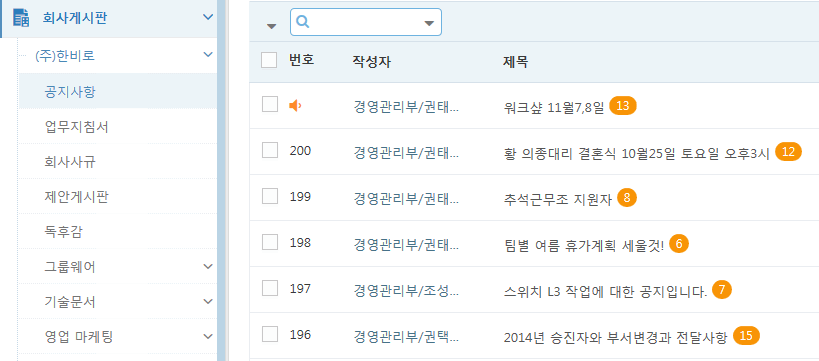 회사게시판
(주)한비로
공지사항
업무지침서
회사사규
제안게시판
독후감
그룹웨어
기술문서
영업 마케팅
번호 작성자 제목
경영관리부/권태... 워크샾 11월7,8일 13
200 경영관리부/권태... 황 의종대리 결혼식 10월25일 토요일 오후3시 12
199 경영관리부/권태... 추석근무조 지원자 8
198 경영관리부/권태... 팀별 여름 휴가계획 세울것! 6
197 경영관리부/조성... 스위치 L3 작업에 대한 공지입니다. 7
196 경영관리부/권택... 2014년 승진자와 부서변경과 전달사항 15